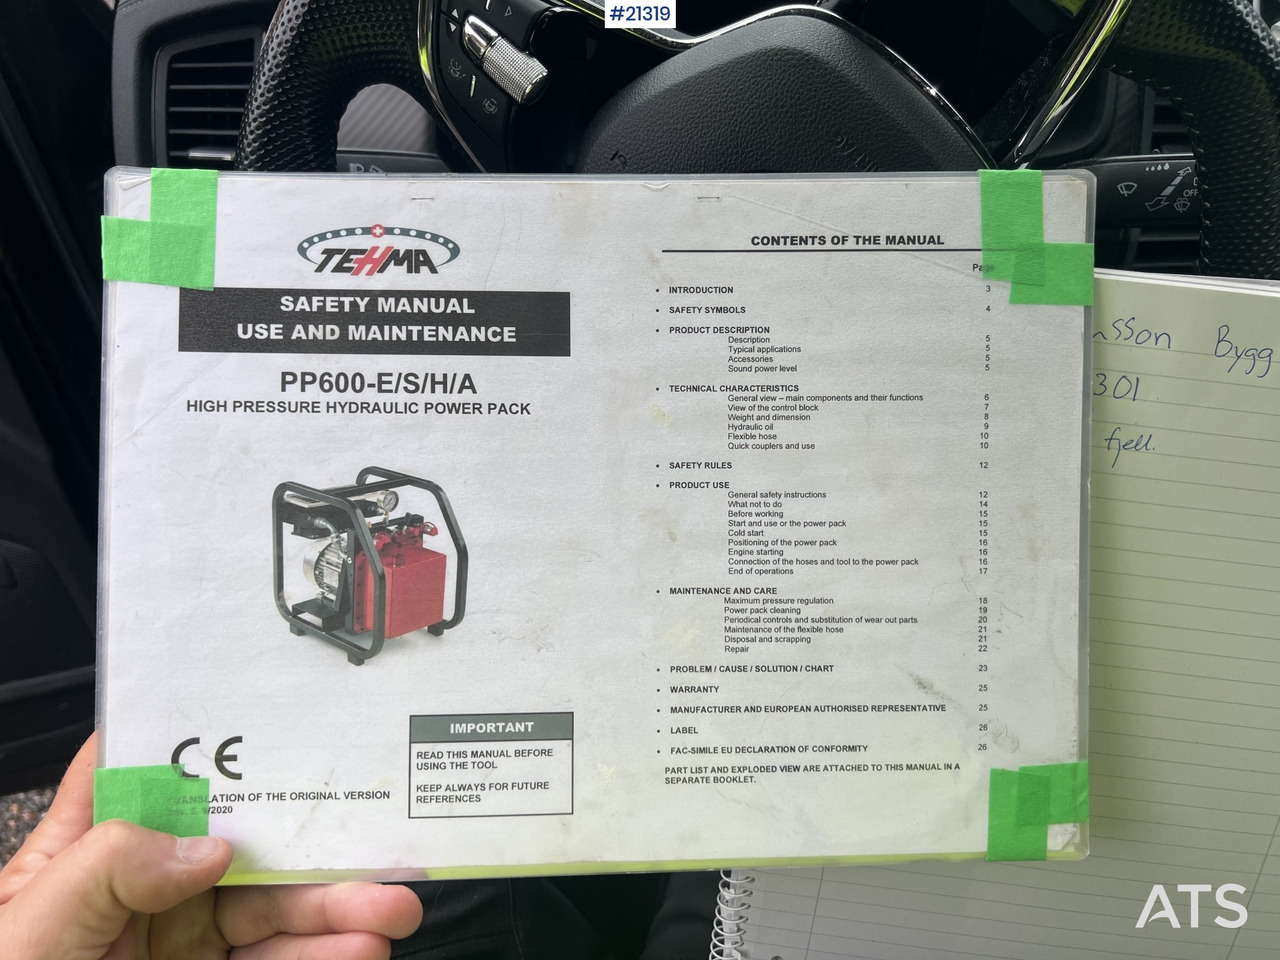 #21319
TEHMA
SAFETY MANUAL
USE AND MAINTENANCE
PP600-E/S/H/A
HIGH PRESSURE HYDRAULIC POWER PACK
CE
OF THE ORIGINAL VERSION
9/2020
IMPORTANT
READ THIS MANUAL BEFORE
USING THE TOOL
KEEP ALWAYS FOR FUTURE
REFERENCES
CONTENTS OF THE MANUAL
• INTRODUCTION 3
• SAFETY SYMBOLS 4
• PRODUCT DESCRIPTION
Description 5
Typical applications 5
Accessories 5
Sound power level 5
• TECHNICAL CHARACTERISTICS
General view – main components and their functions 6
View of the control block 7
Weight and dimension 8
Hydraulic oil 9
Flexible hose 10
Quick couplers and use 10
• SAFETY RULES 12
• PRODUCT USE
General safety instructions 12
What not to do 14
Before working 15
Start and use or the power pack 15
Cold start 15
Positioning of the power pack 16
Engine starting 16
Connection of the hoses and tool to the power pack 16
End of operations 17
• MAINTENANCE AND CARE
Maximum pressure regulation 18
Power pack cleaning 19
Periodical controls and substitution of wear out parts 20
Maintenance of the flexible hose 21
Disposal and scrapping 21
Repair 22
• PROBLEM / CAUSE / SOLUTION / CHART 23
• WARRANTY 25
• MANUFACTURER AND EUROPEAN AUTHORISED REPRESENTATIVE 25
• LABEL 26
• FAC-SIMILE EU DECLARATION OF CONFORMITY 26
PART LIST AND EXPLODED VIEW ARE ATTACHED TO THIS MANUAL IN A
SEPARATE BOOKLET.
sson Bygg
301
fjell.
OFF
ATS